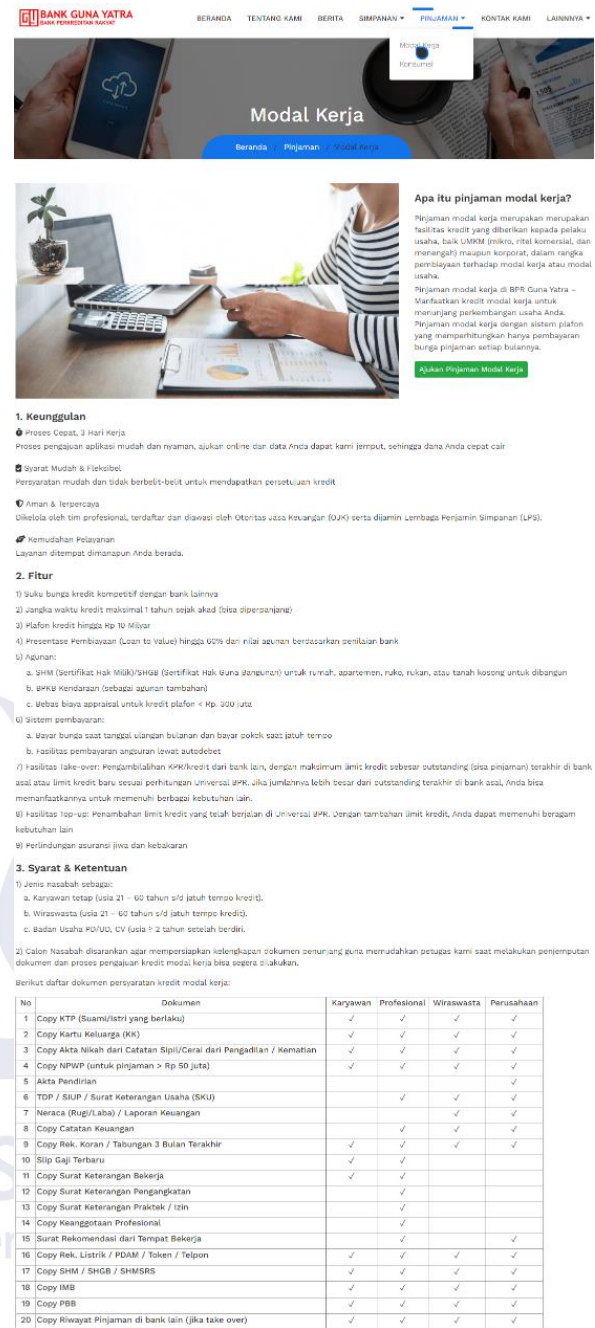 BANK GUNA YATRA
BANK PERKREDITAN RAKYAT
BERANDA TENTANG KAMI BERITA SIMPANAN PINJAMAN KONTAK KAMI LAINNNYA
Modal Kerja
Konsumsi
Modal Kerja
Beranda / Pinjaman / Modal Kerja
Apa itu pinjaman modal kerja?
Pinjaman modal kerja merupakan merupakan
fasilitas kredit yang diberikan kepada pelaku
usaha, baik UMKM (mikro, ritel komersial, dan
menengah) maupun korporat, dalam rangka
pembiayaan terhadap modal kerja atau modal
usaha.
Pinjaman modal kerja di BPR Guna Yatra –
Manfaatkan kredit modal kerja untuk
menunjang perkembangan usaha Anda.
Pinjaman modal kerja dengan sistem plafon
yang memperhitungkan hanya pembayaran
bunga pinjaman setiap bulannya.
Ajukan Pinjaman Modal Kerja
1. Keunggulan
Proses Cepat, 3 Hari Kerja
Proses pengajuan aplikasi mudah dan nyaman, ajukan online dan data Anda dapat kami jemput, sehingga dana Anda cepat cair
Syarat Mudah & Fleksibel
Persyaratan mudah dan tidak berbelit-belit untuk mendapatkan persetujuan kredit
Aman & Terpercaya
Dikelola oleh tim profesional, terdaftar dan diawasi oleh Otoritas Jasa Keuangan (OJK) serta dijamin Lembaga Penjamin Simpanan (LPS).
Kemudahan Pelayanan
Layanan ditempat dimanapun Anda berada.
2. Fitur
1) Suku bunga kredit kompetitif dengan bank lainnya
2) Jangka waktu kredit maksimal 1 tahun sejak akad (bisa diperpanjang)
3) Plafon kredit hingga Rp 10 Milyar
4) Presentase Pembiayaan (Loan to Value) hingga 60% dari nilai agunan berdasarkan penilaian bank
5) Agunan:
a. SHM (Sertifikat Hak Milik)/SHGB (Sertifikat Hak Guna Bangunan) untuk rumah, apartemen, ruko, rukan, atau tanah kosong untuk dibangun
b. BPKB Kendaraan (sebagai agunan tambahan)
c. Bebas biaya appraisal untuk kredit plafon < Rp. 300 juta
6) Sistem pembayaran:
a. Bayar bunga saat tanggal ulangan bulanan dan bayar pokok saat jatuh tempo
b. Fasilitas pembayaran angsuran lewat autodebet
7) Fasilitas Take-over: Pengambilalihan KPR/kredit dari bank lain, dengan maksimum limit kredit sebesar outstanding (sisa pinjaman) terakhir di bank
asal atau limit kredit baru sesuai perhitungan Universal BPR. Jika jumlahnya lebih besar dari outstanding terakhir di bank asal, Anda bisa
memanfaatkannya untuk memenuhi berbagai kebutuhan lain.
8) Fasilitas Top-up: Penambahan limit kredit yang telah berjalan di Universal BPR. Dengan tambahan limit kredit, Anda dapat memenuhi beragam
kebutuhan lain
9) Perlindungan asuransi jiwa dan kebakaran
3. Syarat & Ketentuan
1) Jenis nasabah sebagai:
a. Karyawan tetap (usia 21 – 60 tahun s/d jatuh tempo kredit).
b. Wiraswasta (usia 21 – 60 tahun s/d jatuh tempo kredit).
c. Badan Usaha PD/UD, CV (usia ≥ 2 tahun setelah berdiri.
2) Calon Nasabah disarankan agar mempersiapkan kelengkapan dokumen penunjang guna memudahkan petugas kami saat melakukan penjemputan
dokumen dan proses pengajuan kredit modal kerja bisa segera dilakukan.
Berikut daftar dokumen persyaratan kredit modal kerja:
No Dokumen Karyawan Profesional Wiraswasta Perusahaan
1 Copy KTP (Suami/Istri yang berlaku) √ √ √ √
2 Copy Kartu Keluarga (KK) √ √ √ √
3 Copy Akta Nikah dari Catatan Sipil/Cerai dari Pengadilan / Kematian √ √ √ √
4 Copy NPWP (untuk pinjaman > Rp 50 juta) √ √ √ √
5 Akta Pendirian √
6 TDP / SIUP / Surat Keterangan Usaha (SKU) √ √ √
7 Neraca (Rugi/Laba) / Laporan Keuangan √ √
8 Copy Catatan Keuangan √ √ √
9 Copy Rek. Koran / Tabungan 3 Bulan Terakhir √ √ √ √
10 Slip Gaji Terbaru √ √
11 Copy Surat Keterangan Bekerja √ √
12 Copy Surat Keterangan Pengangkatan √
13 Copy Surat Keterangan Praktek / Izin √
14 Copy Keanggotaan Profesional √
15 Surat Rekomendasi dari Tempat Bekerja √ √
16 Copy Rek. Listrik / PDAM / Token / Telpon √ √ √ √
17 Copy SHM / SHGB / SHMSRS √ √ √ √
18 Copy IMB √ √ √ √
19 Copy PBB √ √ √ √
20 Copy Riwayat Pinjaman di bank lain (jika take over) √ √ √ √